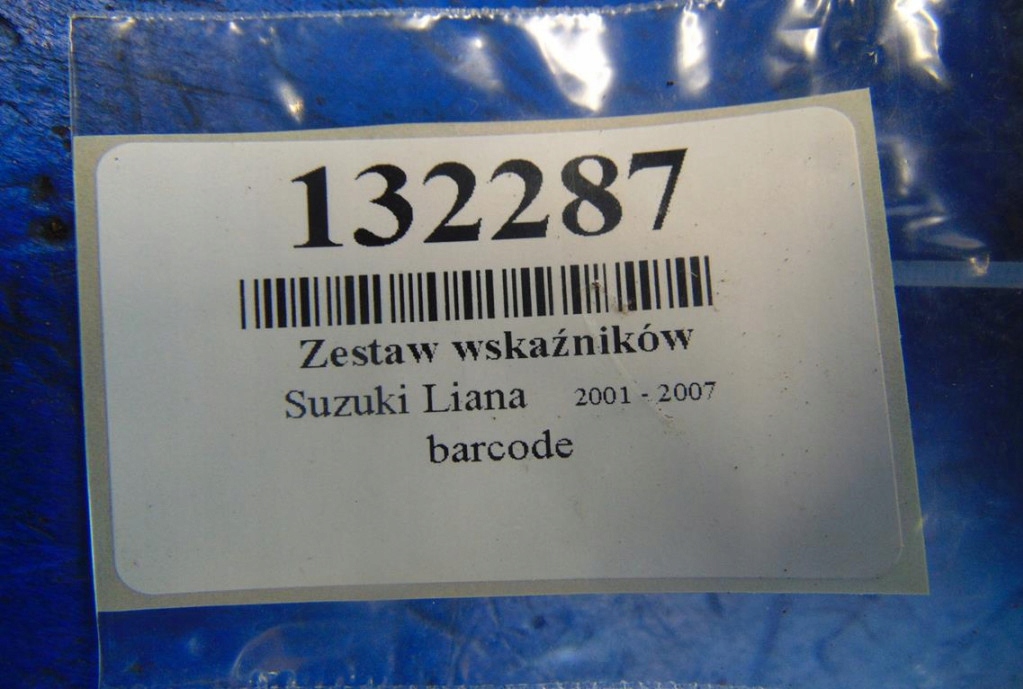 132287
Zestaw wskaźników
Suzuki Liana 2001 - 2007
barcode